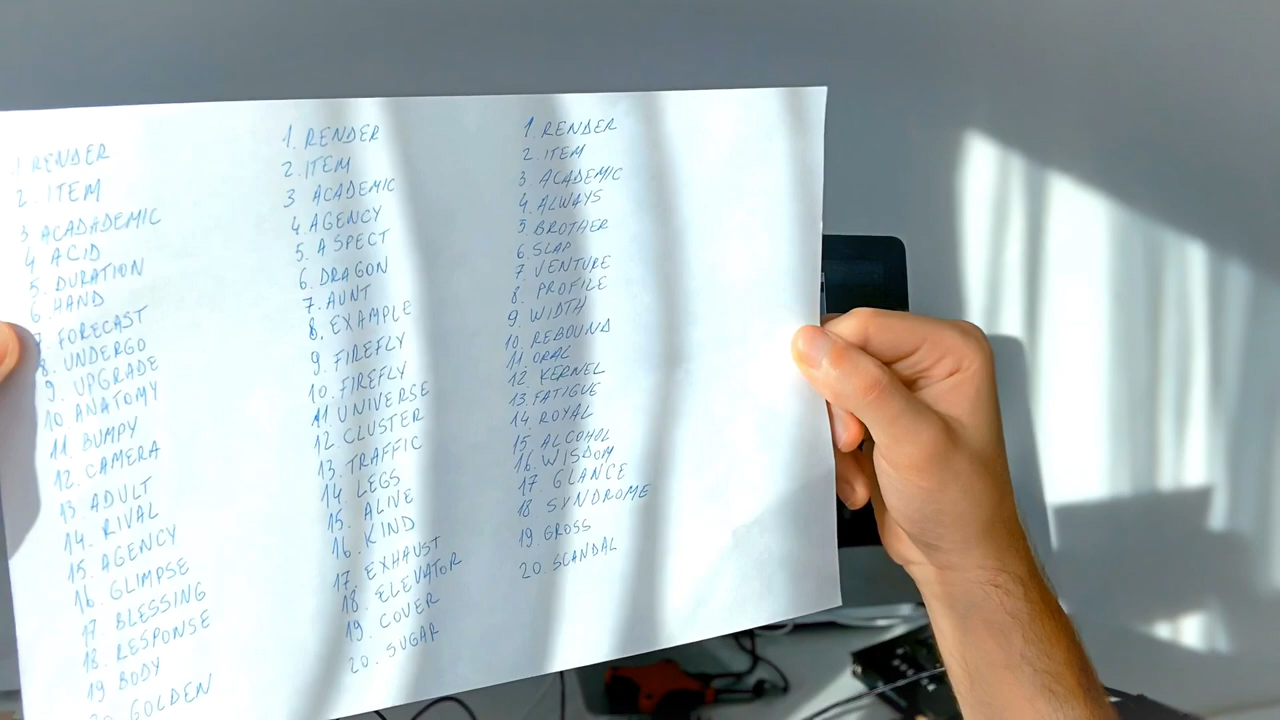 1 RENDER
2. ITEM
3 ACADADEMIC
4 ACID
5. DURATION
6. HAND
7 FORECAST
8. UNDERGO
9. UPGRADE
10 ANATOMY
11. BUMPY
12. CAMERA
13 ADULT
14. RIVAL
15. AGENCY
16. GLIMPSE
17. BLESSING
18. RESPONSE
19 BODY
20 GOLDEN
1. RENDER
2. ITEM
3 ACADEMIC
4. AGENCY
5. ASPECT
6. DRAGON
7. AUNT
8. EXAMPLE
9. FIREFLY
10. FIREFLY
11 UNIVERSE
12 CLUSTER
13. TRAFFIC
14. LEGS
15. ALIVE
16. KIND
17. EXHAUST
18. ELEVATOR
19. COVER
20. SUGAR
1. RENDER
2. ITEM
3 ACADEMIC
4. ALWAYS
5. BROTHER
6. SLAP
7 VENTURE
8. PROFILE
9. WIDTH
10. REBOUND
11. ORAL
12. KERNEL
13. FATIGUE
14. ROYAL
15. ALCOHOL
16. WISDOM
17. GLANCE
18 SYNDROME
19 GROSS
20 SCANDAL